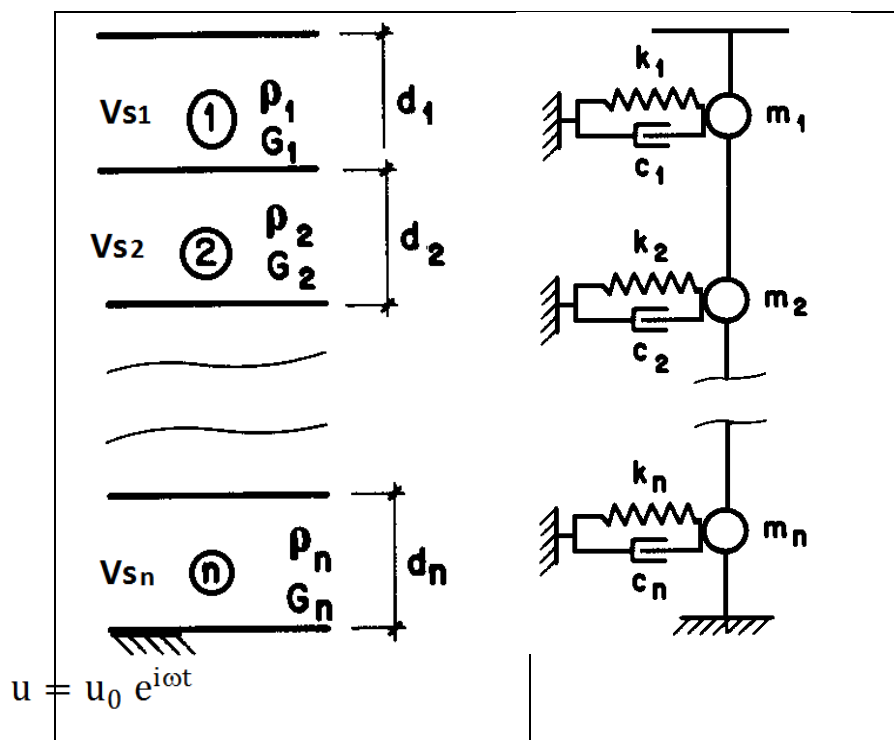 Vs1 1 ρ1 G1 d1
Vs2 2 ρ2 G2 d2
Vsn n ρn Gn dn
k1 m1 c1
k2 m2 c2
kn mn cn
u = u0 e^iωt